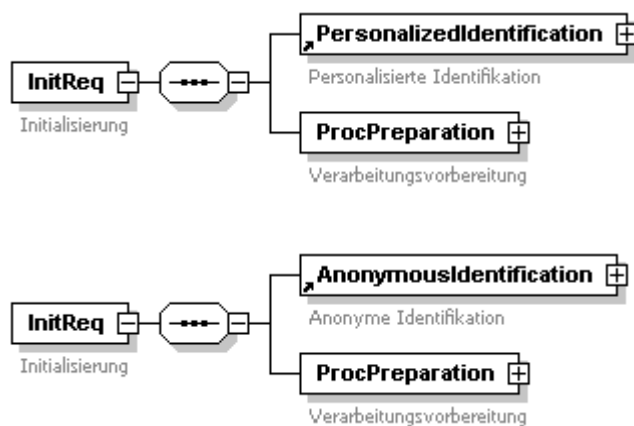 PersonalizedIdentification
InitReq
Personalisierte Identifikation
Initialisierung
ProcPreparation
Verarbeitungsvorbereitung
AnonymousIdentification
InitReq
Anonyme Identifikation
Initialisierung
ProcPreparation
Verarbeitungsvorbereitung